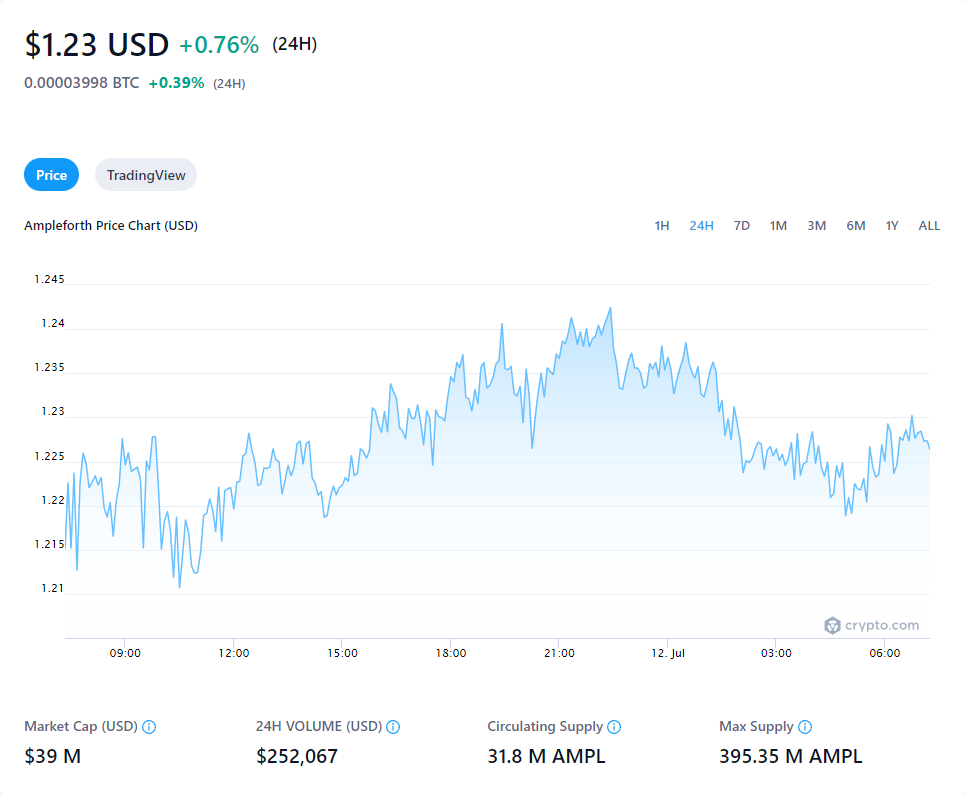 $1.23 USD +0.76% (24H)
0.00003998 BTC +0.39% (24H)
Price TradingView
Ampleforth Price Chart (USD) 1H 24H 7D 1M 3M 6M 1Y ALL
1.245
1.24
1.235
1.23
1.225
1.22
1.215
1.21
crypto.com
09:00 12:00 15:00 18:00 21:00 12. Jul 03:00 06:00
Market Cap (USD) 24H VOLUME (USD) Circulating Supply Max Supply
$39 M $252,067 31.8 M AMPL 395.35 M AMPL